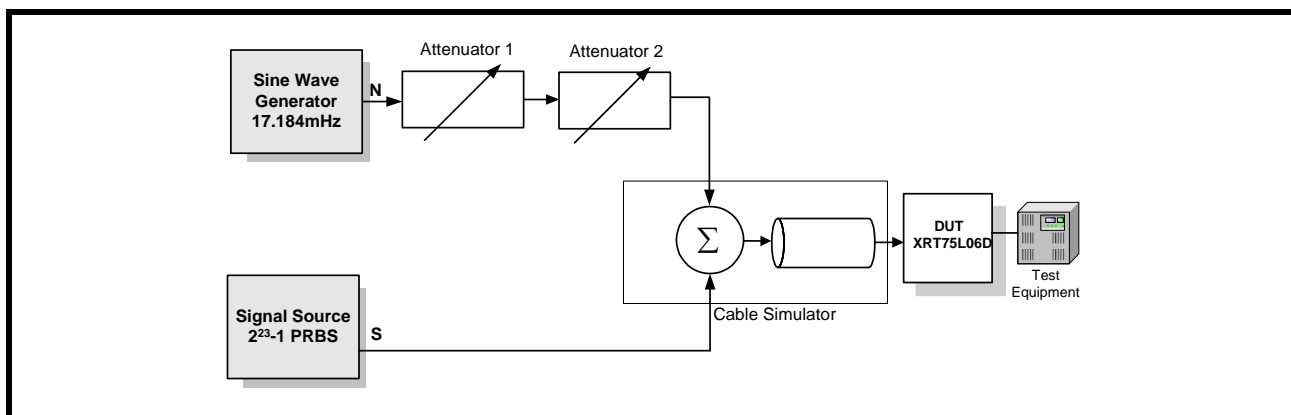 Attenuator 1
Attenuator 2
Sine Wave
Generator
17.184mHz
N
Σ
DUT
XRT75L06D
Test
Equipment
Cable Simulator
Signal Source
2²³-1 PRBS
S